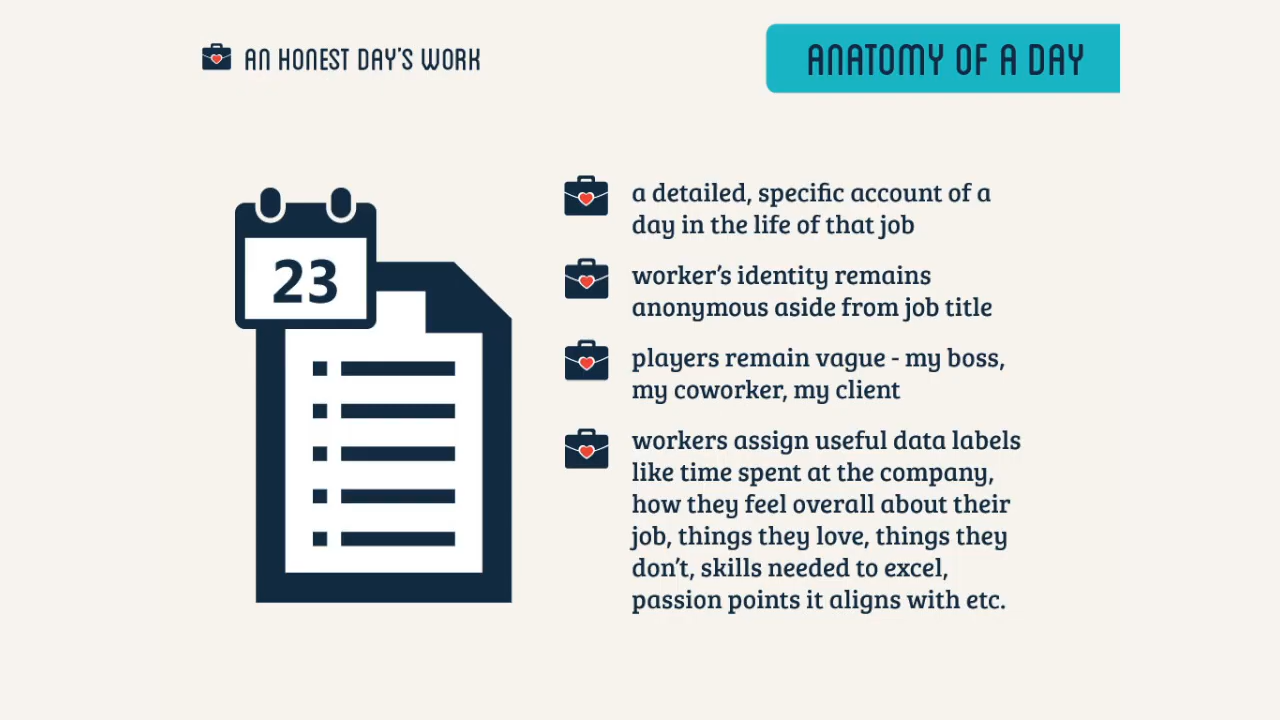 AN HONEST DAY'S WORK
ANATOMY OF A DAY
23
a detailed, specific account of a
day in the life of that job
worker's identity remains
anonymous aside from job title
players remain vague - my boss,
my coworker, my client
workers assign useful data labels
like time spent at the company,
how they feel overall about their
job, things they love, things they
don't, skills needed to excel,
passion points it aligns with etc.